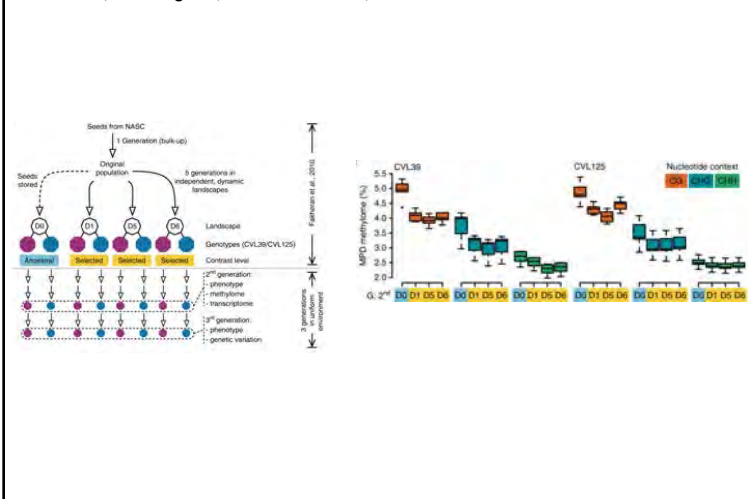 Seeds from NASC
1 Generation (bulk-up)
Original
population
Seeds
stored
5 generations in
independent, dynamic
landscapes
Fakheran et al., 2010
D0
D1
D5
D6
Landscape
Genotypes (CVL39/CVL125)
Ancestral
Selected
Selected
Selected
Contrast level
2nd generation:
- phenotype
- methylome
- transcriptome
3rd generation:
- phenotype
- genetic variation
3 generations
in uniform
environment
CVL39
CVL125
Nucleotide context
CG
CHG
CHH
MPD methylome (%)
5.5
5.0
4.5
4.0
3.5
3.0
2.5
2.0
G: 2nd
D0 D1 D5 D6
D0 D1 D5 D6
D0 D1 D5 D6
D0 D1 D5 D6
D0 D1 D5 D6
D0 D1 D5 D6